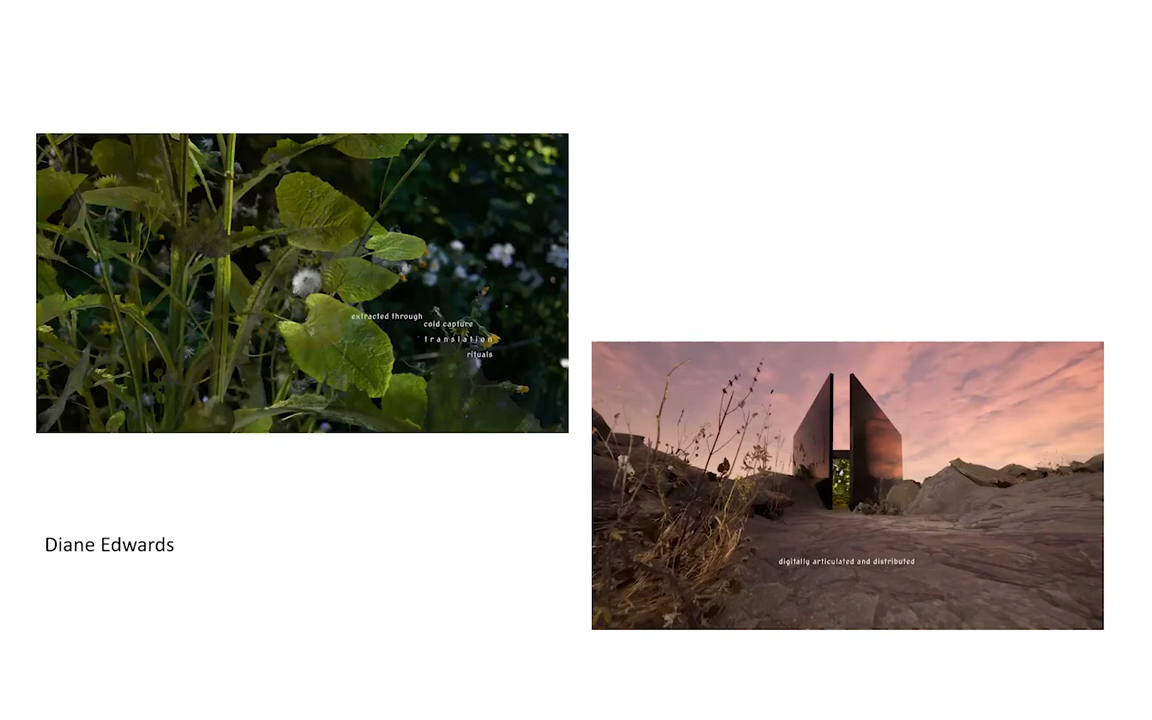 extracted through
cold capture
translation
rituals
Diane Edwards
digitally articulated and distributed